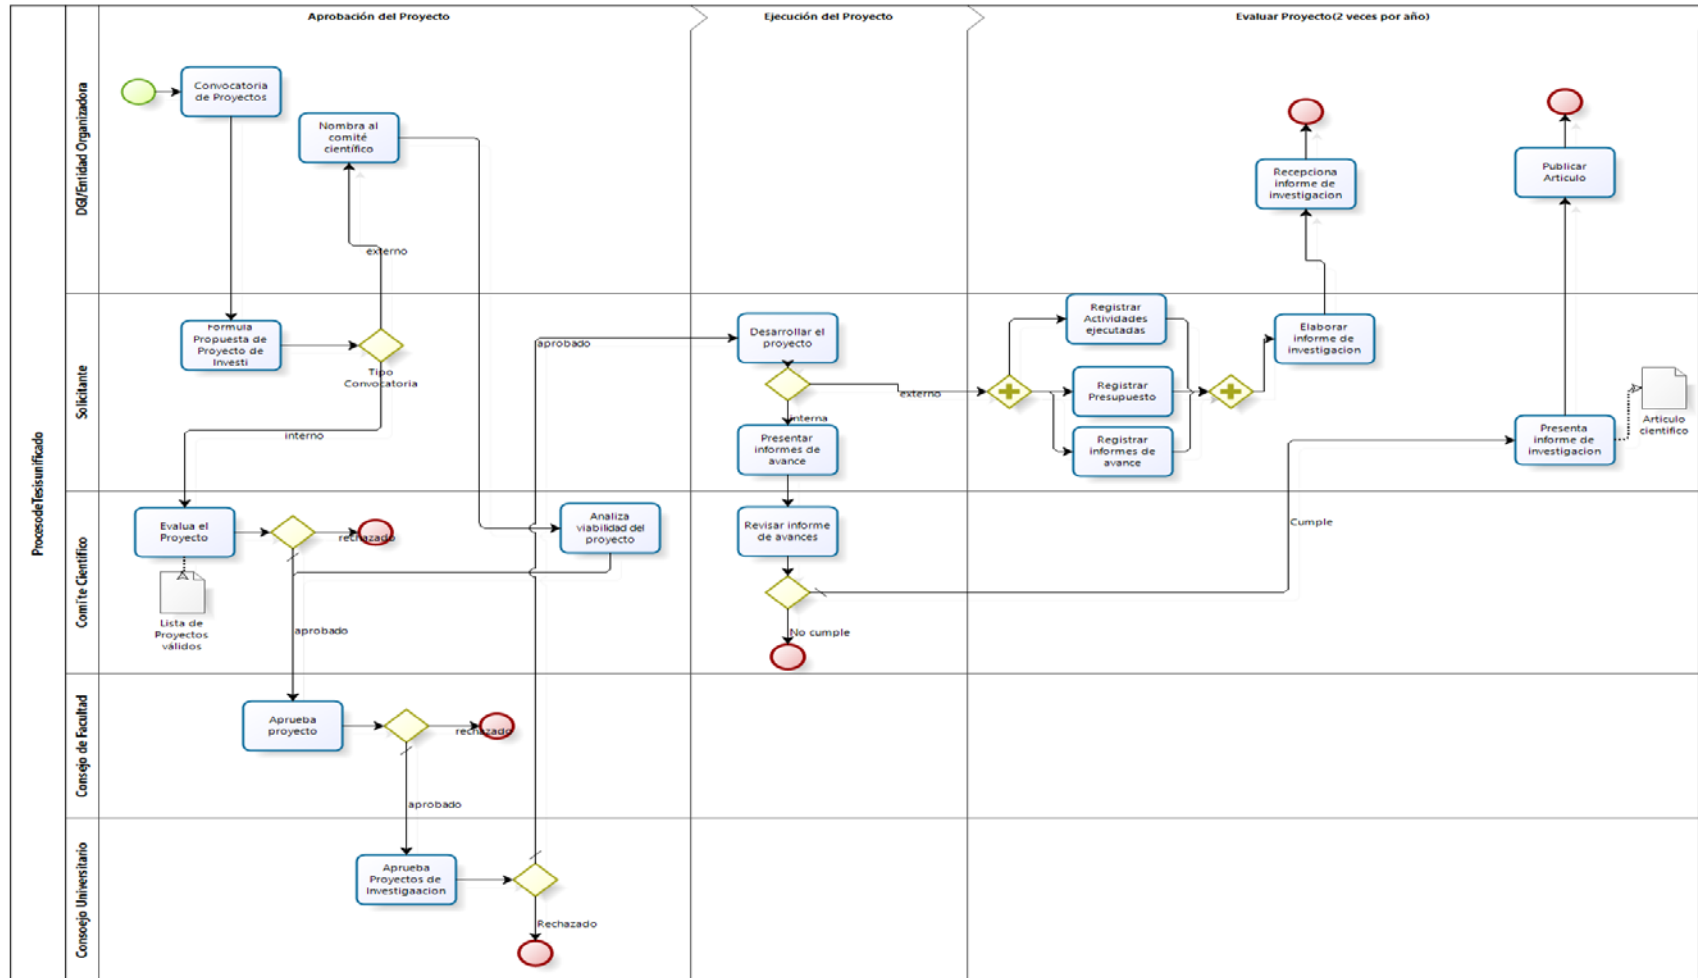 Aprobación del Proyecto
Ejecución del Proyecto
Evaluar Proyecto(2 veces por año)
ProcesodeTesisunificado
DGI/Entidad Organizadora
Convocatoria
de Proyectos
Nombra al
comité
científico
externo
Recepciona
informe de
investigacion
Publicar
Articulo
Solicitante
Formula
Propuesta de
Proyecto de
Investi
Tipo
Convocatoria
interno
aprobado
Desarrollar el
proyecto
externo
interna
Presentar
informes de
avance
Registrar
Actividades
ejecutadas
Registrar
Presupuesto
Registrar
informes de
avance
Elaborar
informe de
investigacion
Presenta
informe de
investigacion
Articulo
cientifico
Comite Cientifico
Evalua el
Proyecto
rechazado
Lista de
Proyectos
válidos
aprobado
Analiza
viabilidad del
proyecto
Revisar informe
de avances
No cumple
Cumple
Consejo de Facultad
Aprueba
proyecto
rechazado
aprobado
Consoejo Universitario
Aprueba
Proyectos de
Investigaacion
Rechazado